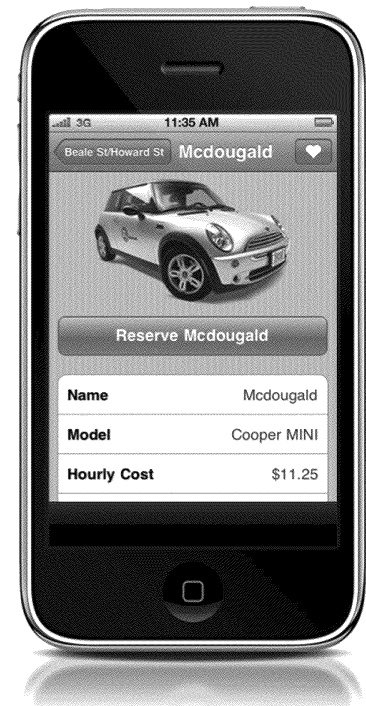 3G 11:35 AM
Beale St/Howard St Mcdougald
Reserve Mcdougald
Name Mcdougald
Model Cooper MINI
Hourly Cost $11.25